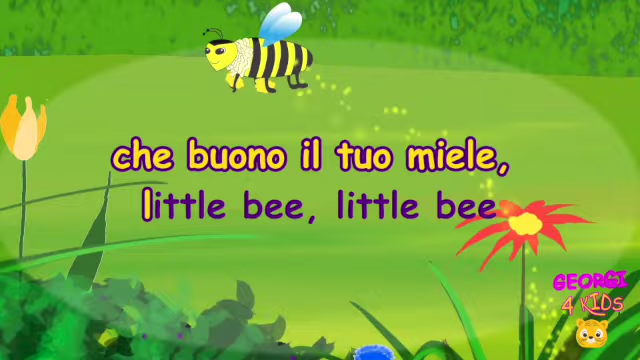 che buono il tuo miele,
little bee, little bee
GEORGI
4 KIDS